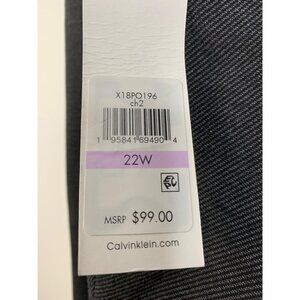 X18PO196
ch2
1 95841 69490 4
22W
MSRP $99.00
Calvinklein.com